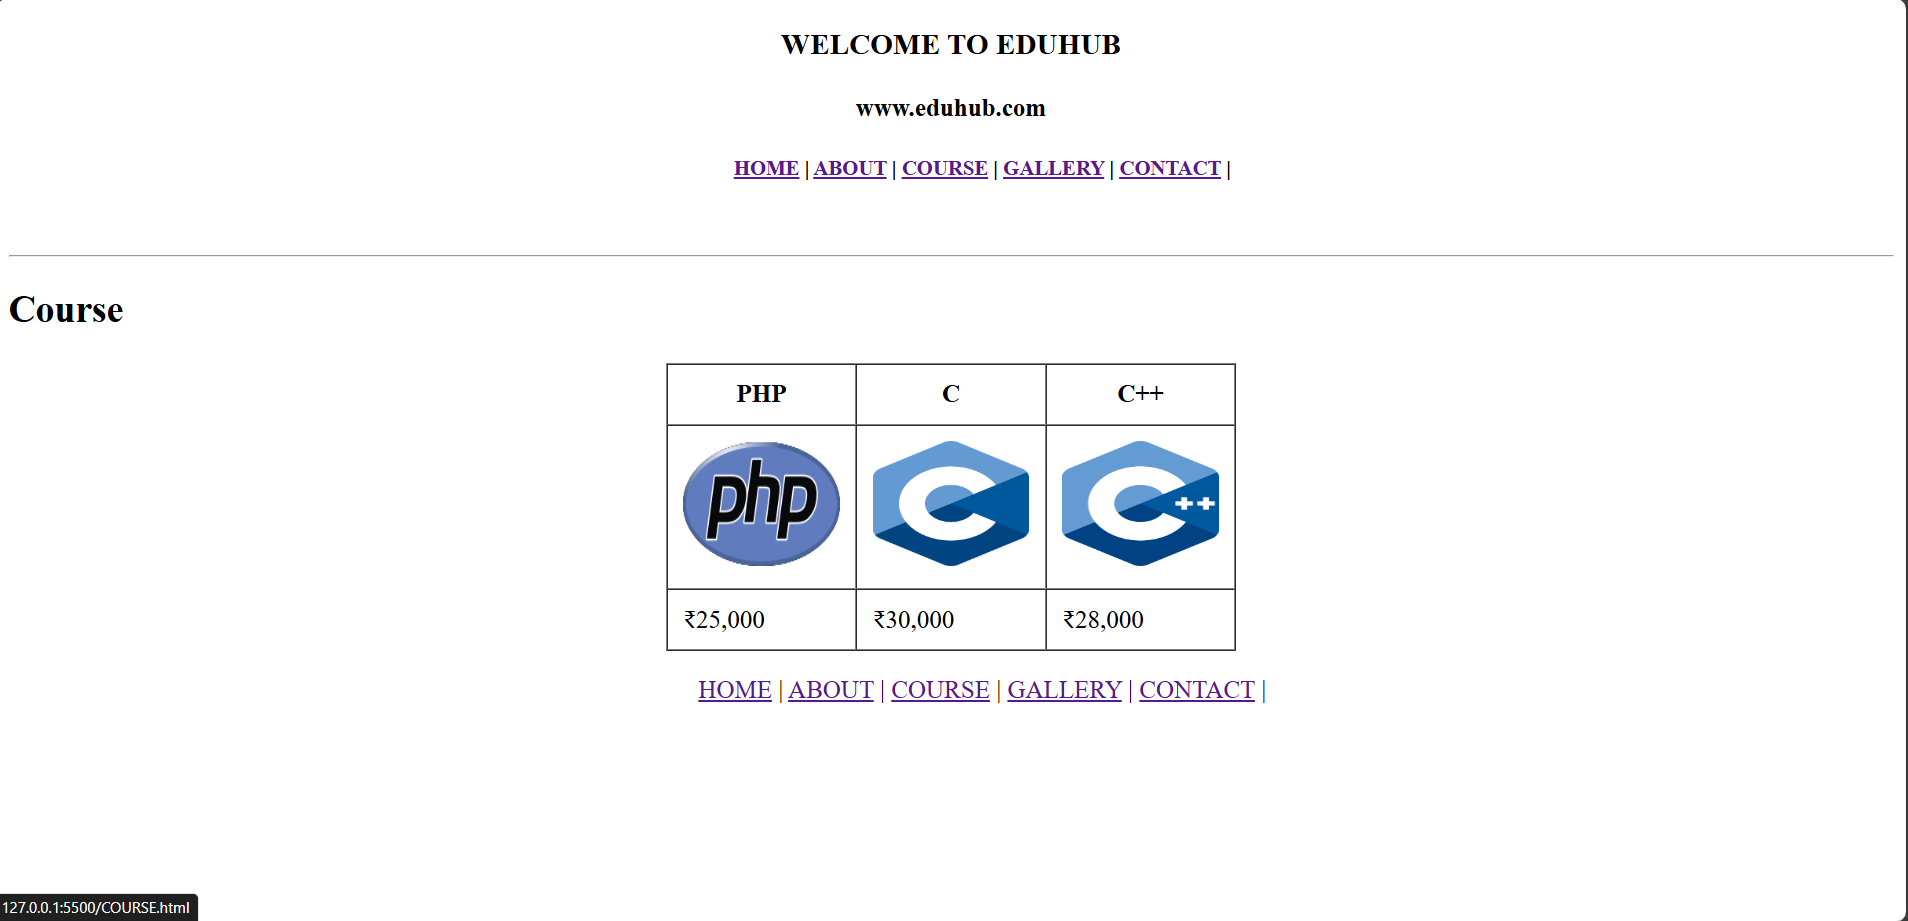 WELCOME TO EDUHUB
www.eduhub.com
HOME | ABOUT | COURSE | GALLERY | CONTACT |
Course
PHP C C++
php C C++
₹25,000 ₹30,000 ₹28,000
HOME | ABOUT | COURSE | GALLERY | CONTACT |
127.0.0.1:5500/COURSE.html